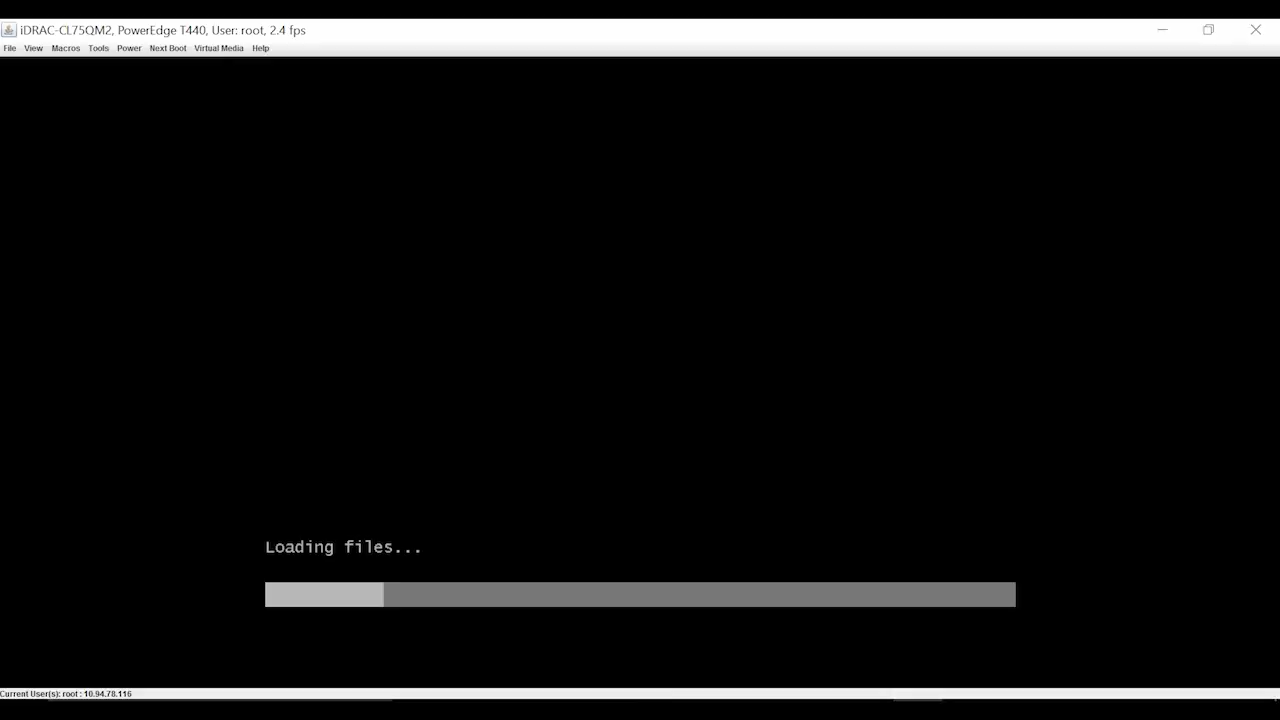 iDRAC-CL75QM2, PowerEdge T440, User: root, 2.4 fps
File View Macros Tools Power Next Boot Virtual Media Help
Loading files...
Current User(s): root : 10.94.78.116